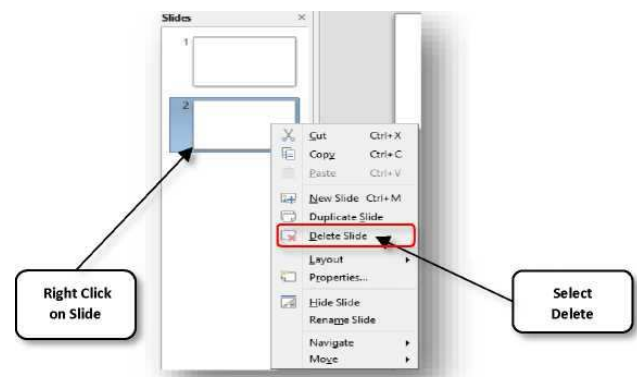 Slides ×
1
2
Cut Ctrl+X
Copy Ctrl+C
Paste Ctrl+V
New Slide Ctrl+M
Duplicate Slide
Delete Slide
Layout
Properties...
Hide Slide
Rename Slide
Navigate
Move
Right Click
on Slide
Select
Delete